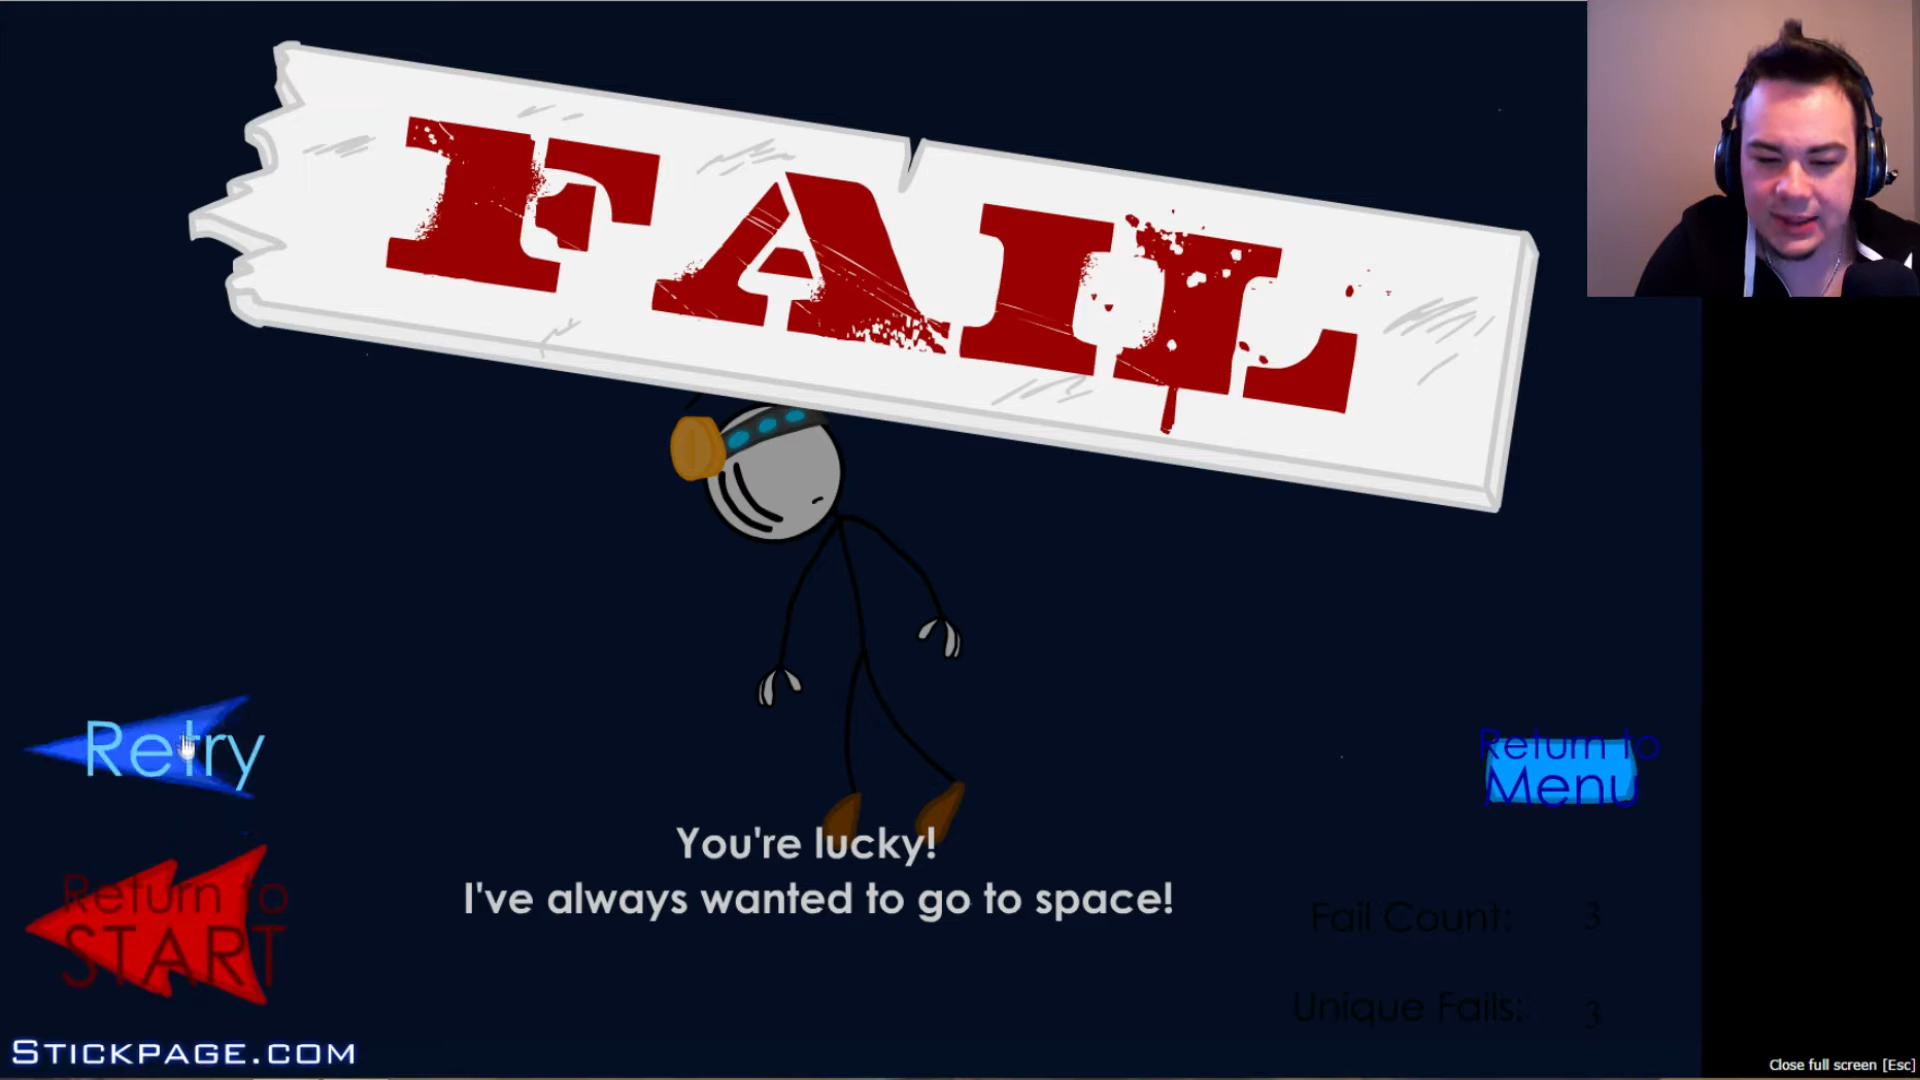 FAIL
Retry
Return to
Menu
You're lucky!
I've always wanted to go to space!
Return to
START
Fail Count: 3
Unique Fails: 3
STICKPAGE.COM
Close full screen [Esc]